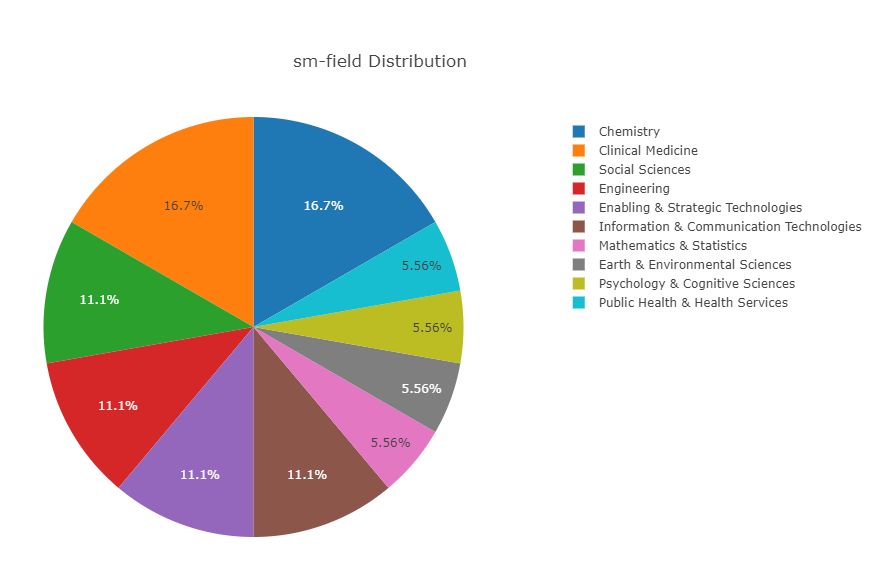 sm-field Distribution
Chemistry
Clinical Medicine
Social Sciences
Engineering
Enabling & Strategic Technologies
Information & Communication Technologies
Mathematics & Statistics
Earth & Environmental Sciences
Psychology & Cognitive Sciences
Public Health & Health Services
16.7%
16.7%
5.56%
11.1%
5.56%
5.56%
11.1%
5.56%
11.1%
11.1%